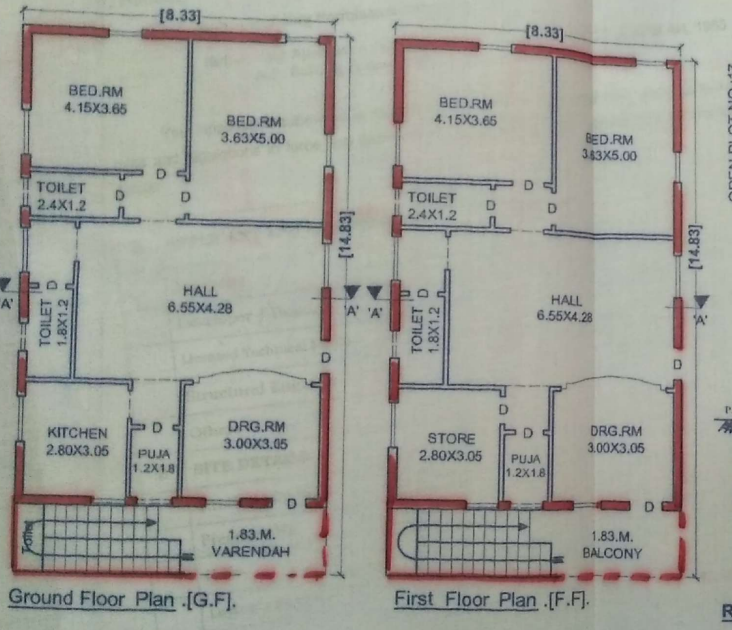 [8.33]
BED.RM
4.15X3.65
BED.RM
3.63X5.00
D
TOILET
2.4X1.2
D
D
[14.83]
HALL
6.55X4.28
D
TOILET
1.8X1.2
'A'
'A'
D
KITCHEN
2.80X3.05
D
PUJA
1.2X1.8
DRG.RM
3.00X3.05
D
Toilet
1.83.M.
VARENDAH
Ground Floor Plan .[G.F].
[8.33]
BED.RM
4.15X3.65
BED.RM
3.63X5.00
D
TOILET
2.4X1.2
D
D
[14.83]
HALL
6.55X4.28
D
TOILET
1.8X1.2
'A'
'A'
D
STORE
2.80X3.05
D
D
PUJA
1.2X1.8
DRG.RM
3.00X3.05
D
1.83.M.
BALCONY
First Floor Plan .[F.F].